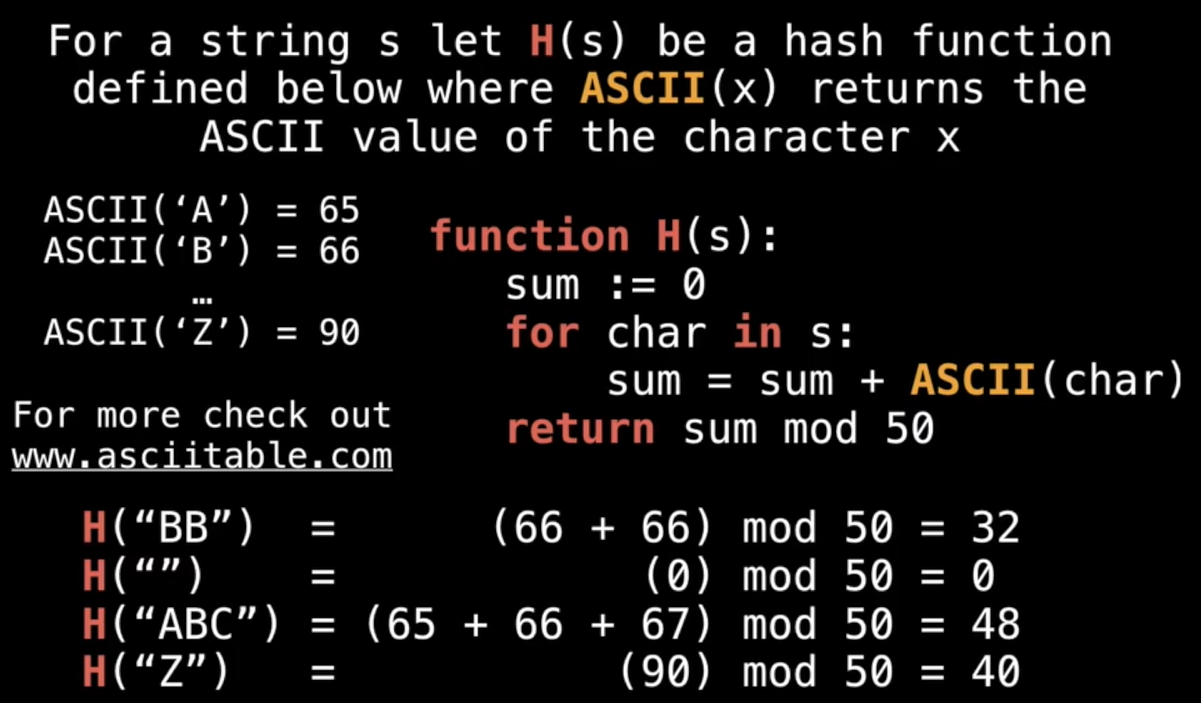 For a string s let H(s) be a hash function
defined below where ASCII(x) returns the
ASCII value of the character x
ASCII(‘A’) = 65
ASCII(‘B’) = 66
…
ASCII(‘Z’) = 90
For more check out
www.asciitable.com
function H(s):
sum := 0
for char in s:
sum = sum + ASCII(char)
return sum mod 50
H(“BB”) = (66 + 66) mod 50 = 32
H(“”) = (0) mod 50 = 0
H(“ABC”) = (65 + 66 + 67) mod 50 = 48
H(“Z”) = (90) mod 50 = 40